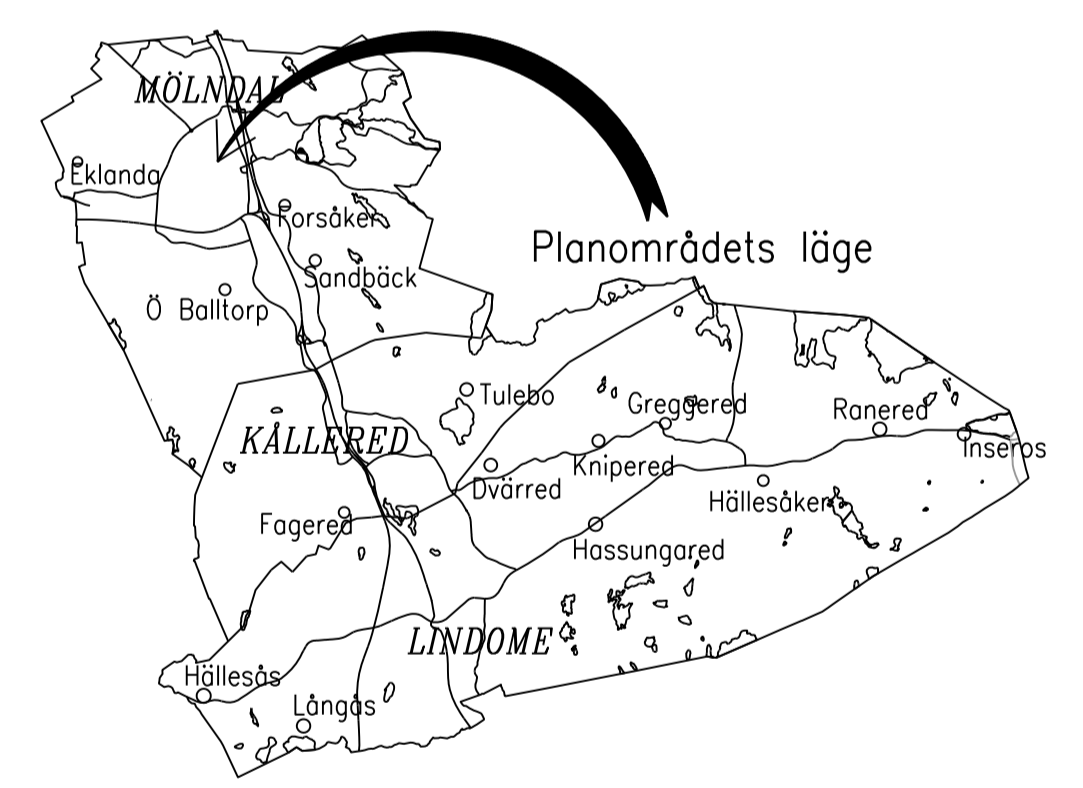 MÖLNDAL
Eklanda
Forsåker
Planområdets läge
Sandbäck
Ö Balltorp
Tulebo
Greggered
Ranered
KÅLLERED
Inseros
Knipered
Dvärred
Hällesåker
Fagered
Hassungared
LINDOME
Hällesås
Långås